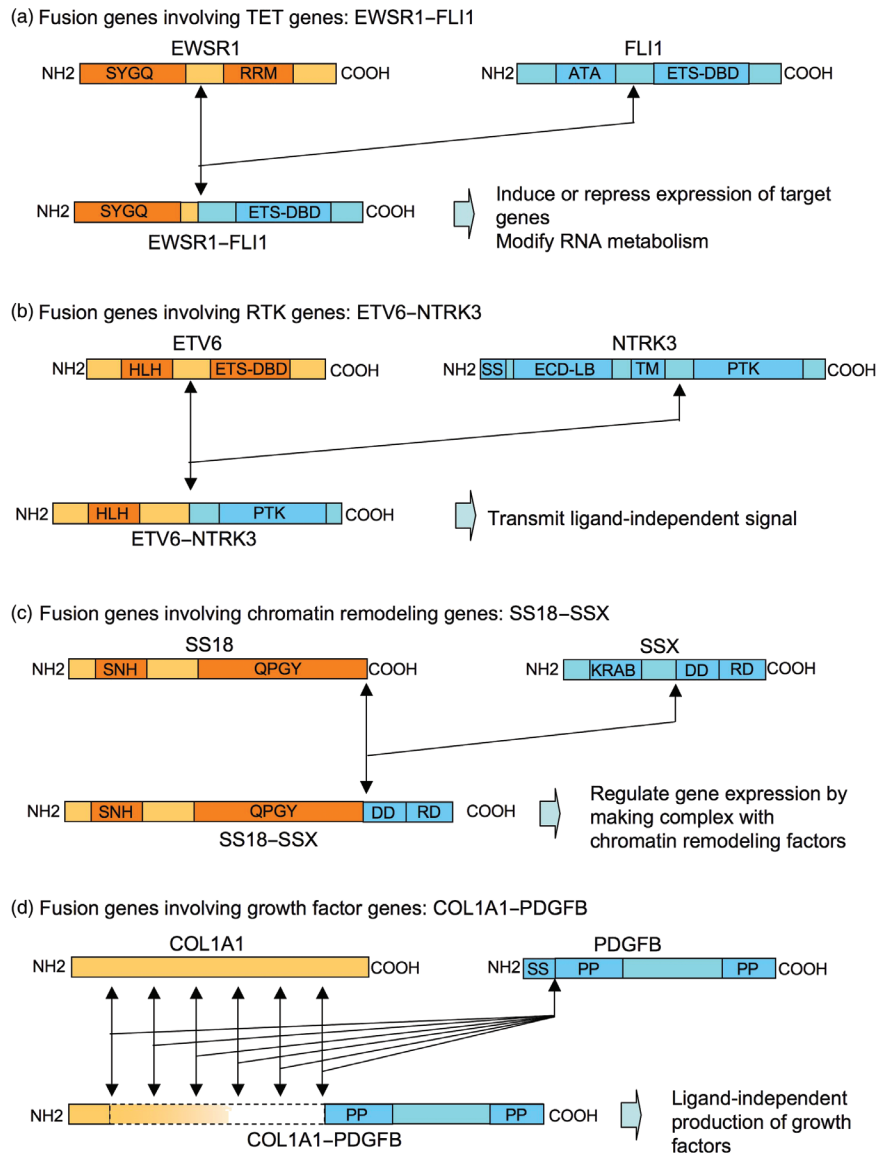 (a) Fusion genes involving TET genes: EWSR1–FLI1
EWSR1 FLI1
NH2 SYGQ RRM COOH NH2 ATA ETS-DBD COOH
NH2 SYGQ ETS-DBD COOH
EWSR1–FLI1
Induce or repress expression of target
genes
Modify RNA metabolism
(b) Fusion genes involving RTK genes: ETV6–NTRK3
ETV6 NTRK3
NH2 HLH ETS-DBD COOH NH2 SS ECD-LB TM PTK COOH
NH2 HLH PTK COOH
ETV6–NTRK3
Transmit ligand-independent signal
(c) Fusion genes involving chromatin remodeling genes: SS18–SSX
SS18 SSX
NH2 SNH QPGY COOH NH2 KRAB DD RD COOH
NH2 SNH QPGY DD RD COOH
SS18–SSX
Regulate gene expression by
making complex with
chromatin remodeling factors
(d) Fusion genes involving growth factor genes: COL1A1–PDGFB
COL1A1 PDGFB
NH2 COOH NH2 SS PP PP COOH
NH2 PP PP COOH
COL1A1–PDGFB
Ligand-independent
production of growth
factors